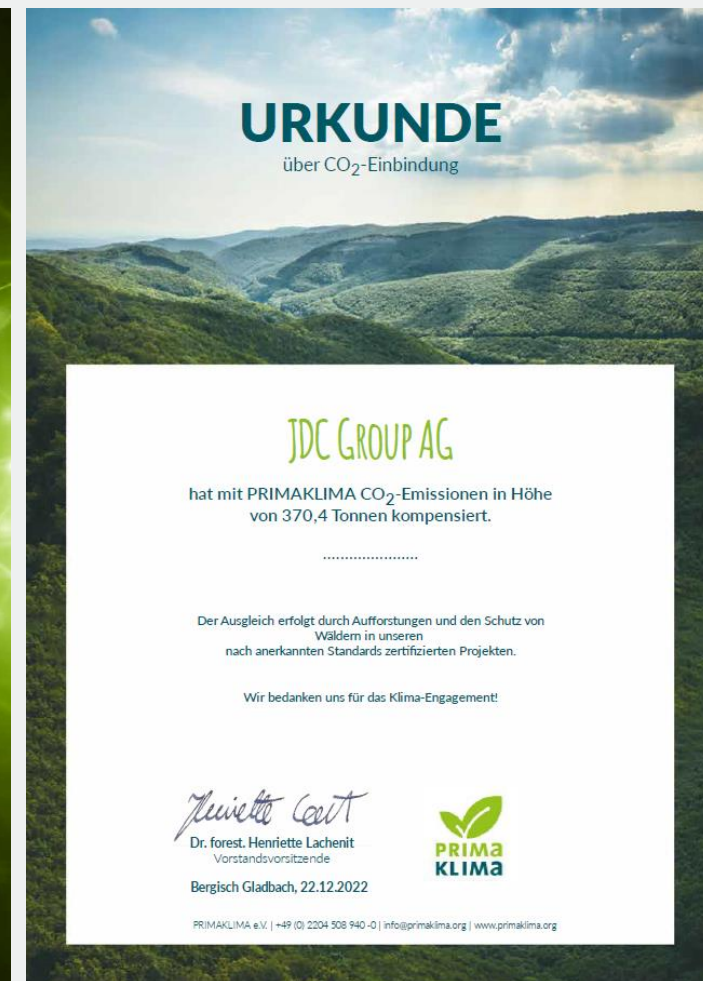 URKUNDE
über CO₂-Einbindung
JDC GROUP AG
hat mit PRIMAKLIMA CO₂-Emissionen in Höhe
von 370,4 Tonnen kompensiert.
......................
Der Ausgleich erfolgt durch Aufforstungen und den Schutz von
Wäldern in unseren
nach anerkannten Standards zertifizierten Projekten.
Wir bedanken uns für das Klima-Engagement!
Dr. forest. Henriette Lachenit
Vorstandsvorsitzende
PRIMA
KLIMA
Bergisch Gladbach, 22.12.2022
PRIMAKLIMA e.V. | +49 (0) 2204 508 940 -0 | info@primaklima.org | www.primaklima.org